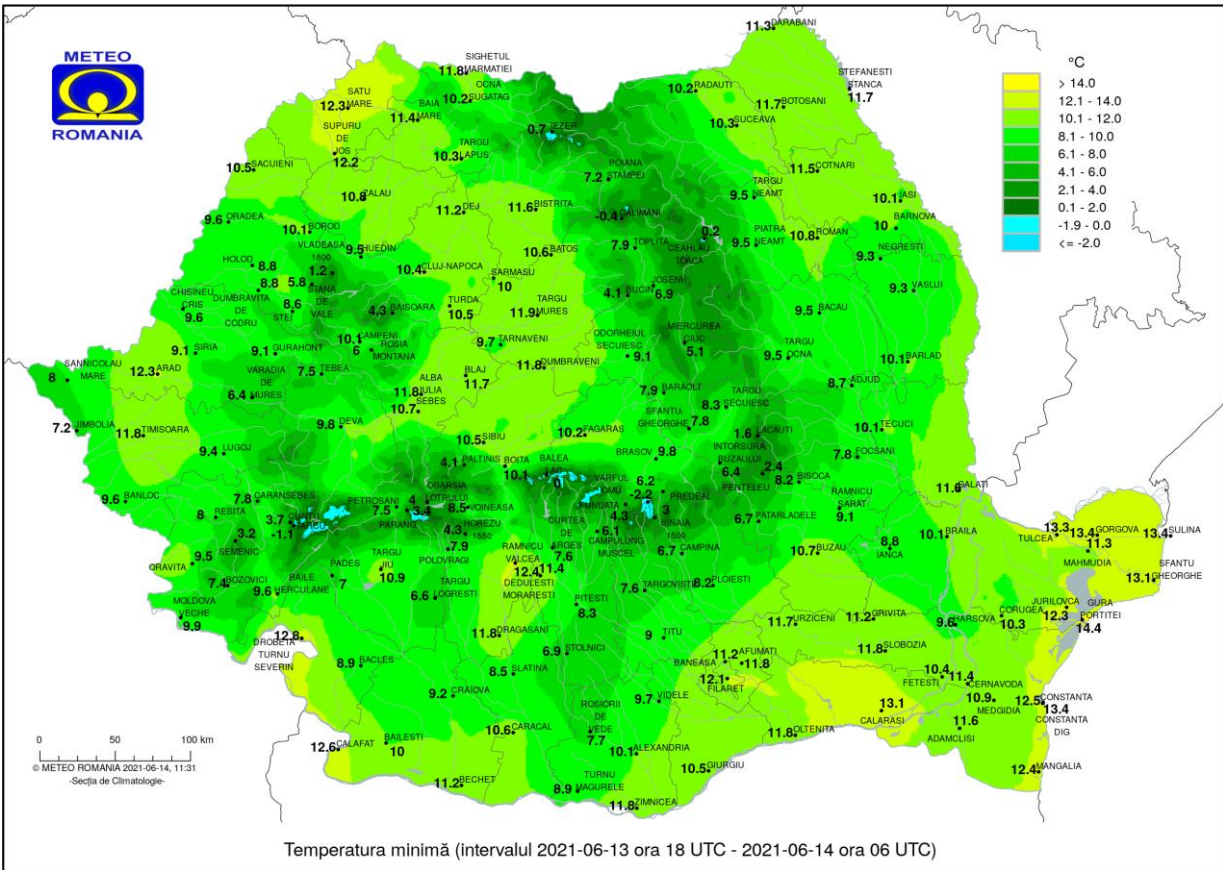 METEO
ROMANIA
°C
> 14.0
12.1 - 14.0
10.1 - 12.0
8.1 - 10.0
6.1 - 8.0
4.1 - 6.0
2.1 - 4.0
0.1 - 2.0
-1.9 - 0.0
<= -2.0
11.3 DARABANI
SIGHETUL
11.8 MARMATIEI
STEFANESTI
STANCA
11.7
SATU
12.3 MARE
OCNA
10.2 SUGATAG
10.2 RADAUTI
11.7 BOTOSANI
BAIA
11.4 MARE
10.3 SUCEAVA
0.7 IEZER
SUPURU
DE
JOS
12.2
TARGU
10.3 LAPUS
10.5 SACUIENI
POIANA
7.2 STAMPEI
11.5 COTNARI
10.8 ZALAU
TARGU
9.5 NEAMT
IASI
10
BARNOVA
11.2 DEJ
11.6 BISTRITA
9.6 ORADEA
-0.4 CALIMANI
10.1 BOROD
0.2
CEAHLAU
TOACA
PIATRA
9.5 NEAMT
10.8 ROMAN
VLADEASA
1800
1.2
9.5 HUEDIN
10.6 BATOS
7.9 TOPLITA
NEGRESTI
9.3
HOLOD
8.8
10.4 CLUJ-NAPOCA
SARMASU
10
5.8
STANA
DE
VALE
8.8
DUMBRAVITA
DE
CODRU
JOSENI
6.9
4.1 BUCIN
9.3 VASLUI
CHISINEU
CRIS
9.6
8.6
STEI
4.3 BAISOARA
TURDA
10.5
TARGU
11.9 MURES
9.5 BACAU
10.1 CAMPENI
6
ROSIA
MONTANA
9.7 TARNAVENI
ODORHEIUL
SECUIESC
9.1
MIERCUREA
CIUC
5.1
9.1 SIRIA
9.1 GURAHONT
TARGU
9.5
OCNA
10.1 BARLAD
SANNICOLAU
8
MARE
12.3 ARAD
7.5 TEBEA
BLAJ
11.7
11.8 DUMBRAVENI
VARADIA
DE
6.4 MURES
ALBA
11.8 IULIA
SEBES
10.7
7.9 BARAOLT
8.7 ADJUD
TARGU
8.3
SECUIESC
7.2 JIMBOLIA
11.8 TIMISOARA
9.8 DEVA
SFANTU
GHEORGHE
7.8
10.1 TECUCI
10.2 FAGARAS
1.6 LACAUTI
10.5 SIBIU
9.4 LUGOJ
BRASOV
9.8
INTORSURA
BUZAULUI
6.4
7.8 FOCSANI
4.1 PALTINIS
BOITA
10.1
BALEA
LAC
0
2.4
PENTELEU
8.2 BISOCA
VARFUL
OMU
-2.2
6.2
PREDEAL
11.6 GALATI
9.6 BANLOC
7.8 CARANSEBES
PETROSANI
7.5
OBARSIA
4 LOTRULUI
3.4
PARANG
8.5 VOINEASA
FUNDATA
4.3
3
SINAIA
1500
RAMNICU
SARAT
9.1
8 RESITA
3.7 CUNTU
TARCU
-1.1
3.2
SEMENIC
4.3 HOREZU
1550
7.9
POLOVRAGI
CURTEA
DE
ARGES
7.6
6.1
CAMPULUNG
MUSCEL
6.7 PATARLAGELE
13.3
TULCEA
13.4 GORGOVA
11.3
MAHMUDIA
13.4 SULINA
10.1 BRAILA
8.8
IANCA
6.7 CAMPINA
10.7 BUZAU
9.5
ORAVITA
7.4 BOZOVICI
BAILE
9.6 HERCULANE
PADES
7
TARGU
JIU
10.9
RAMNICU
VALCEA
12.4
11.4
DEDULESTI
MORARESTI
SFANTU
13.1 GHEORGHE
TARGU
6.6 LOGRESTI
7.6 TARGOVISTE
8.2 PLOIESTI
PITESTI
8.3
MOLDOVA
VECHE
9.9
JURILOVCA
12.3
GURA
PORTITEI
14.4
9.6 HARSOVA
CORUGEA
10.3
11.2 GRIVITA
11.7 URZICENI
12.8
DROBETA
TURNU
SEVERIN
11.8 DRAGASANI
9 TITU
6.9 STOLNICI
11.8 SLOBOZIA
8.9 BACLES
8.5 SLATINA
11.2 AFUMATI
BANEASA
11.8
12.1
FILARET
10.4
FETESTI
11.4
CERNAVODA
10.9
MEDGIDIA
12.5 CONSTANTA
13.4
CONSTANTA
DIG
9.2 CRAIOVA
9.7 VIDELE
13.1
CALARASI
11.6
ADAMCLISI
ROSIORII
DE
VEDE
7.7
10.6 CARACAL
11.8 OLTENITA
12.6 CALAFAT
BAILESTI
10
10.1 ALEXANDRIA
10.5 GIURGIU
12.4 MANGALIA
11.2 BECHET
TURNU
8.9 MAGURELE
11.8 ZIMNICEA
0 50 100 km
© METEO ROMANIA 2021-06-14, 11:31
-Secția de Climatologie-
Temperatura minimă (intervalul 2021-06-13 ora 18 UTC - 2021-06-14 ora 06 UTC)